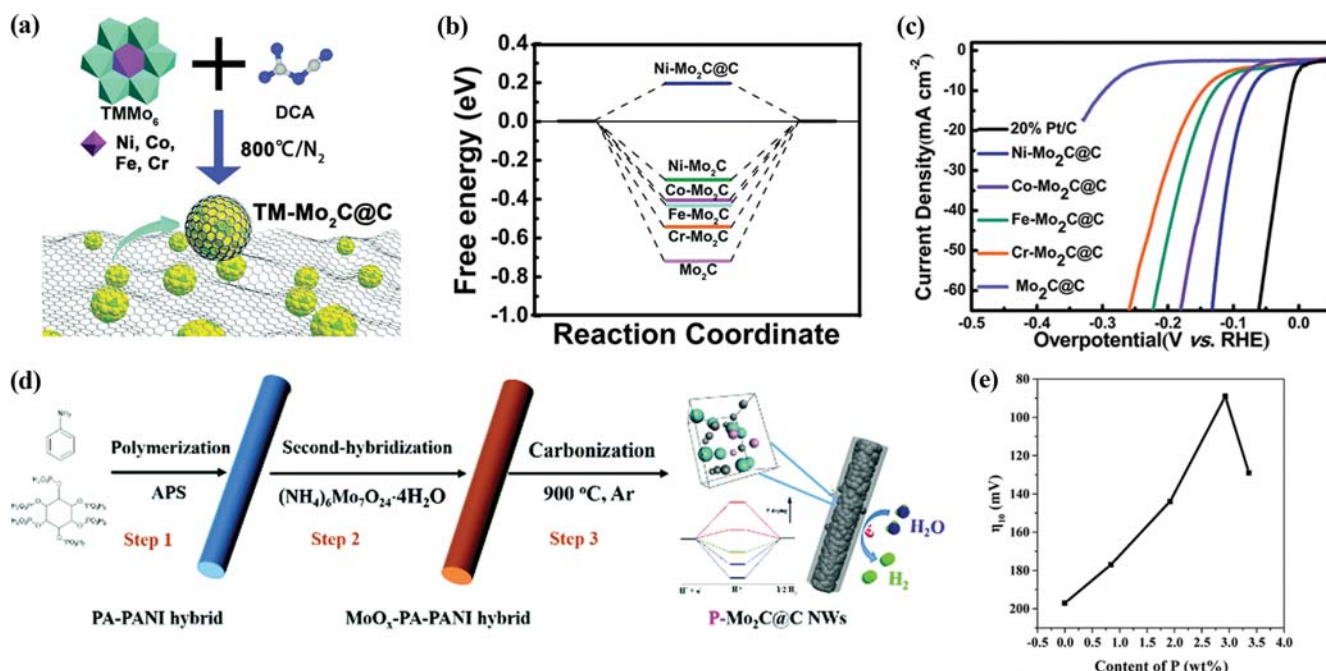 (a)
TMMo₆
DCA
Ni, Co,
Fe, Cr
800℃/N₂
TM-Mo₂C@C
(b)
Free energy (eV)
0.4
0.2
0.0
-0.2
-0.4
-0.6
-0.8
-1.0
Ni-Mo₂C@C
Ni-Mo₂C
Co-Mo₂C
Fe-Mo₂C
Cr-Mo₂C
Mo₂C
Reaction Coordinate
(c)
Current Density(mA cm⁻²)
0
-10
-20
-30
-40
-50
-60
20% Pt/C
Ni-Mo₂C@C
Co-Mo₂C@C
Fe-Mo₂C@C
Cr-Mo₂C@C
Mo₂C@C
-0.5 -0.4 -0.3 -0.2 -0.1 0.0
Overpotential(V vs. RHE)
(d)
NH₂
Polymerization
APS
Step 1
Second-hybridization
(NH₄)₆Mo₇O₂₄·4H₂O
Step 2
Carbonization
900 °C, Ar
Step 3
P doping
H⁺ + e⁻
H*
1/2 H₂
H₂O
H₂
PA-PANI hybrid
MoOₓ-PA-PANI hybrid
P-Mo₂C@C NWs
(e)
η₁₀ (mV)
80
100
120
140
160
180
200
-0.5 0.0 0.5 1.0 1.5 2.0 2.5 3.0 3.5 4.0
Content of P (wt%)